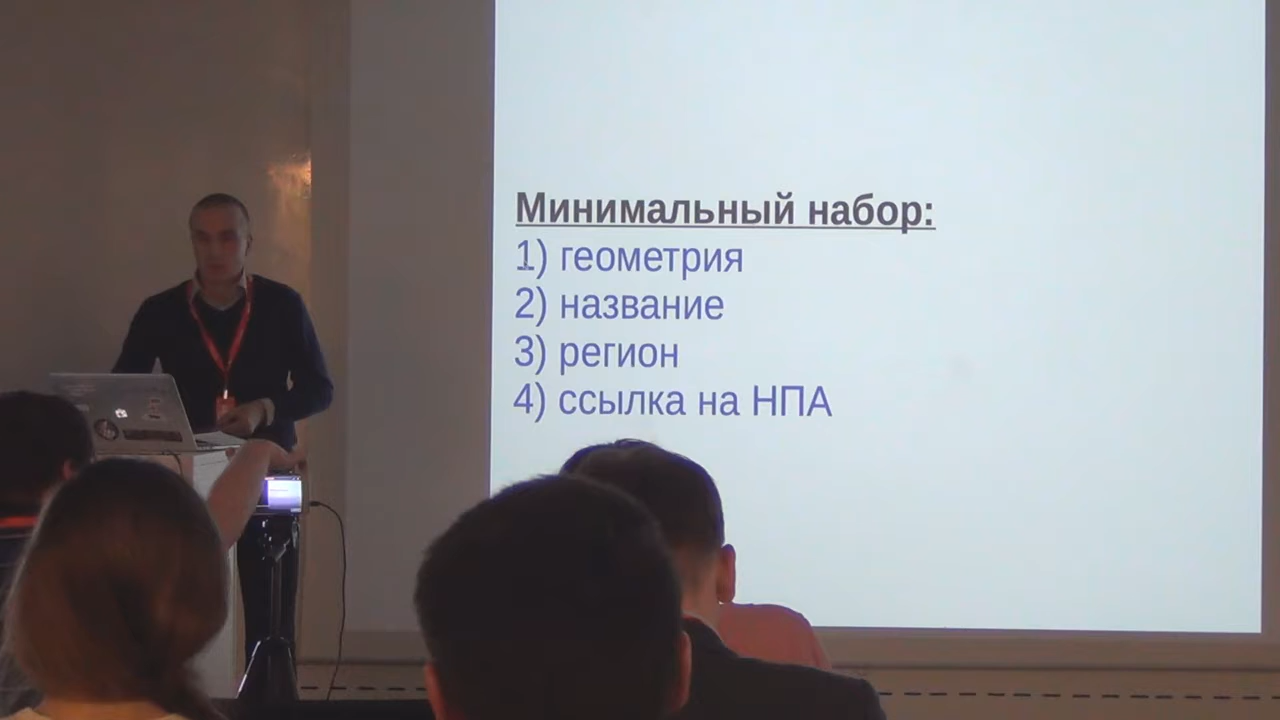 Минимальный набор:
1) геометрия
2) название
3) регион
4) ссылка на НПА